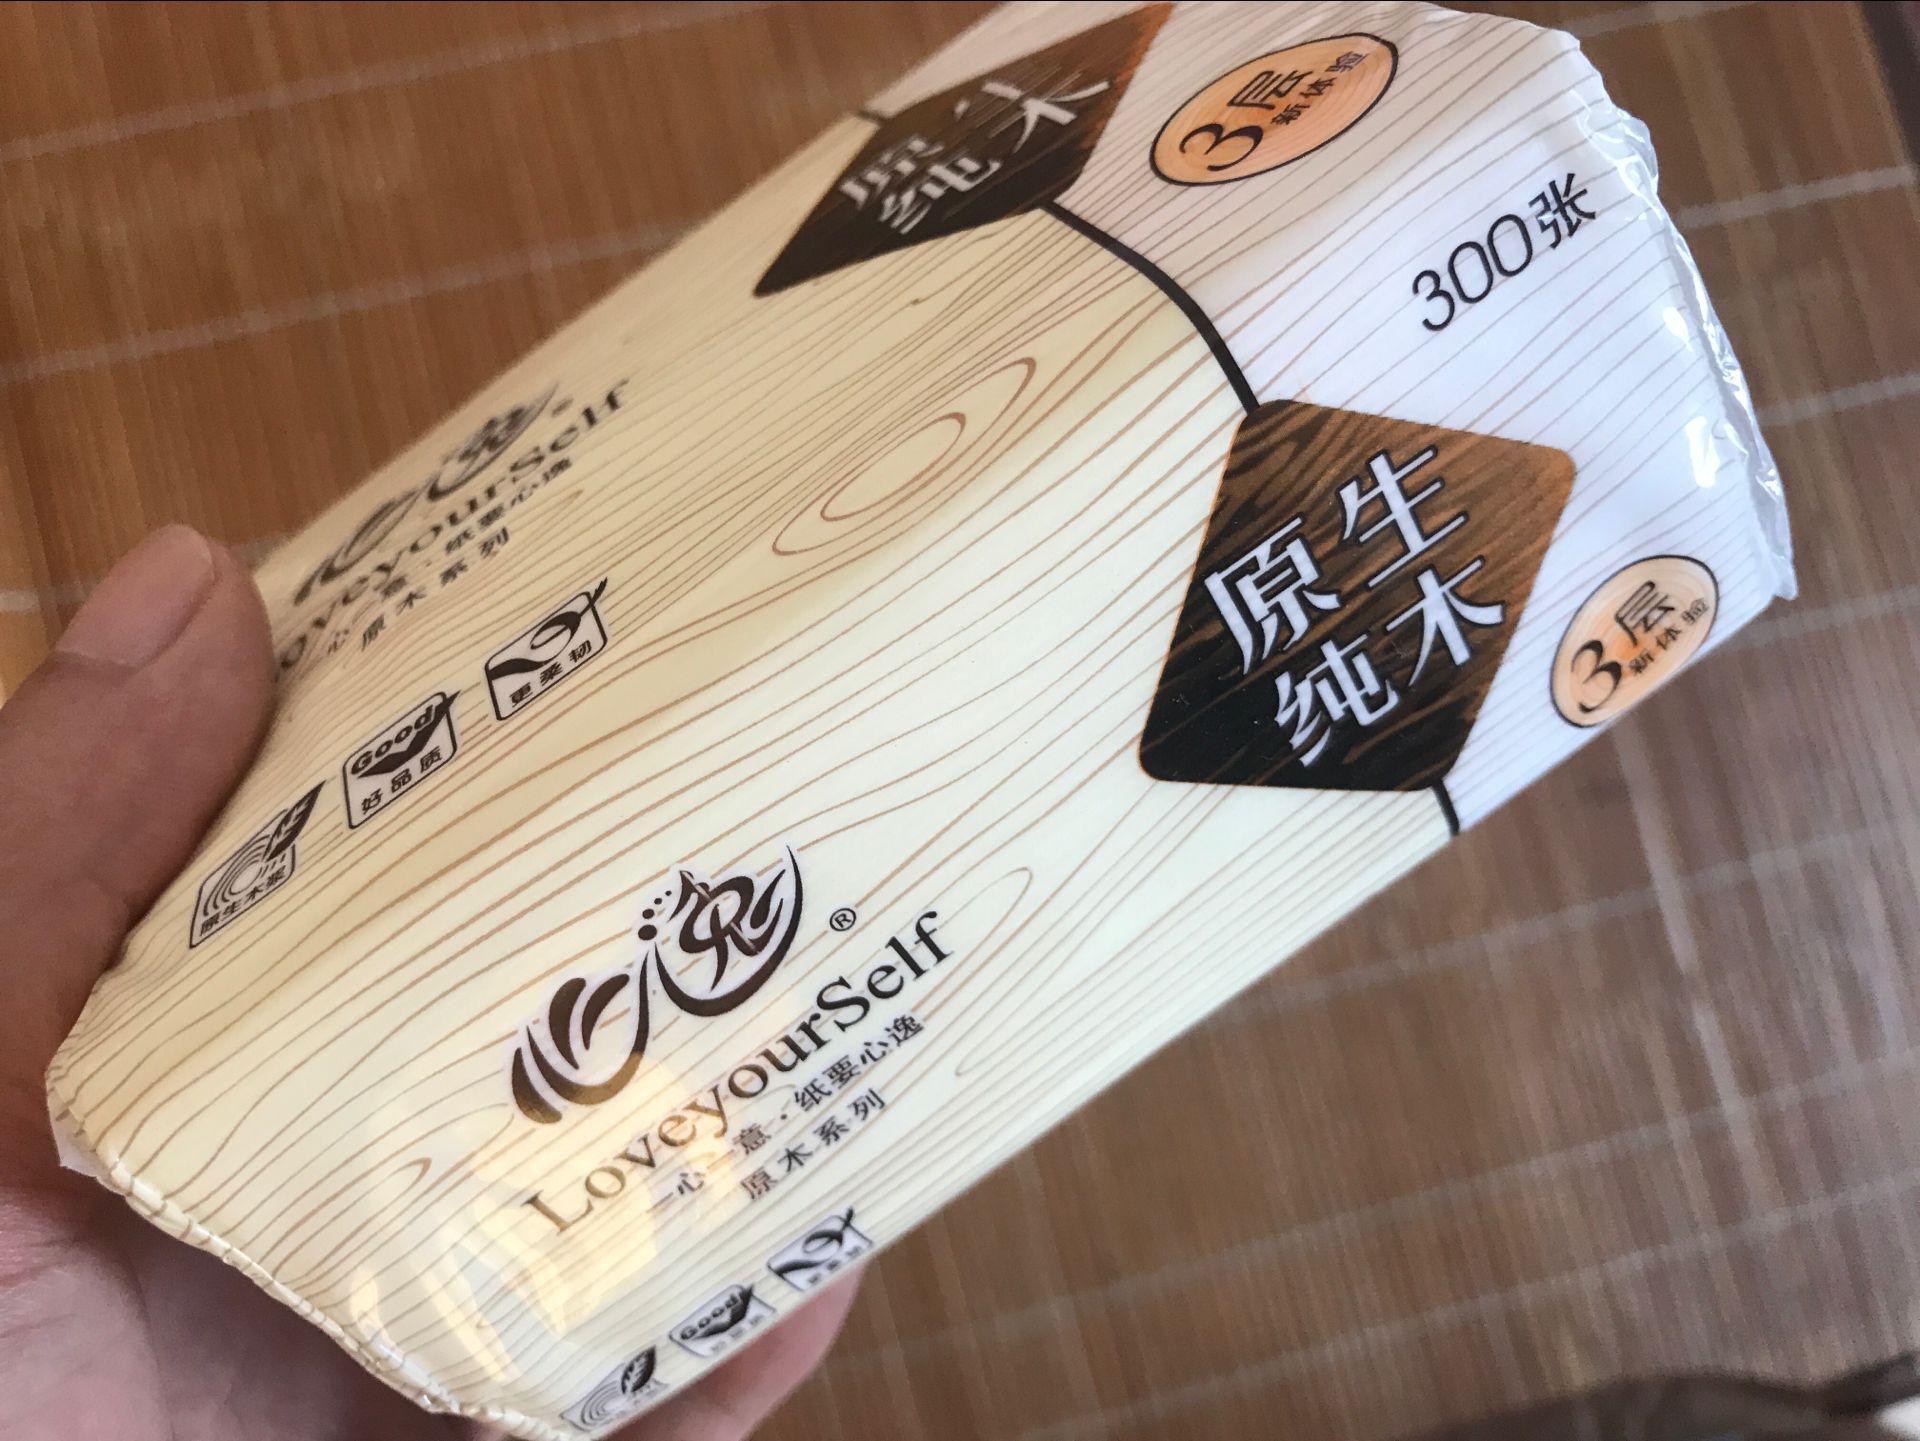 原生
纯木
3层
新体验
300张
原生
纯木
3层
新体验
LoveyourSelf
一心一意·纸要心逸
原木系列
更柔韧
Good
好品质
原生木浆
心逸®
LoveyourSelf
一心一意·纸要心逸
原木系列
Good